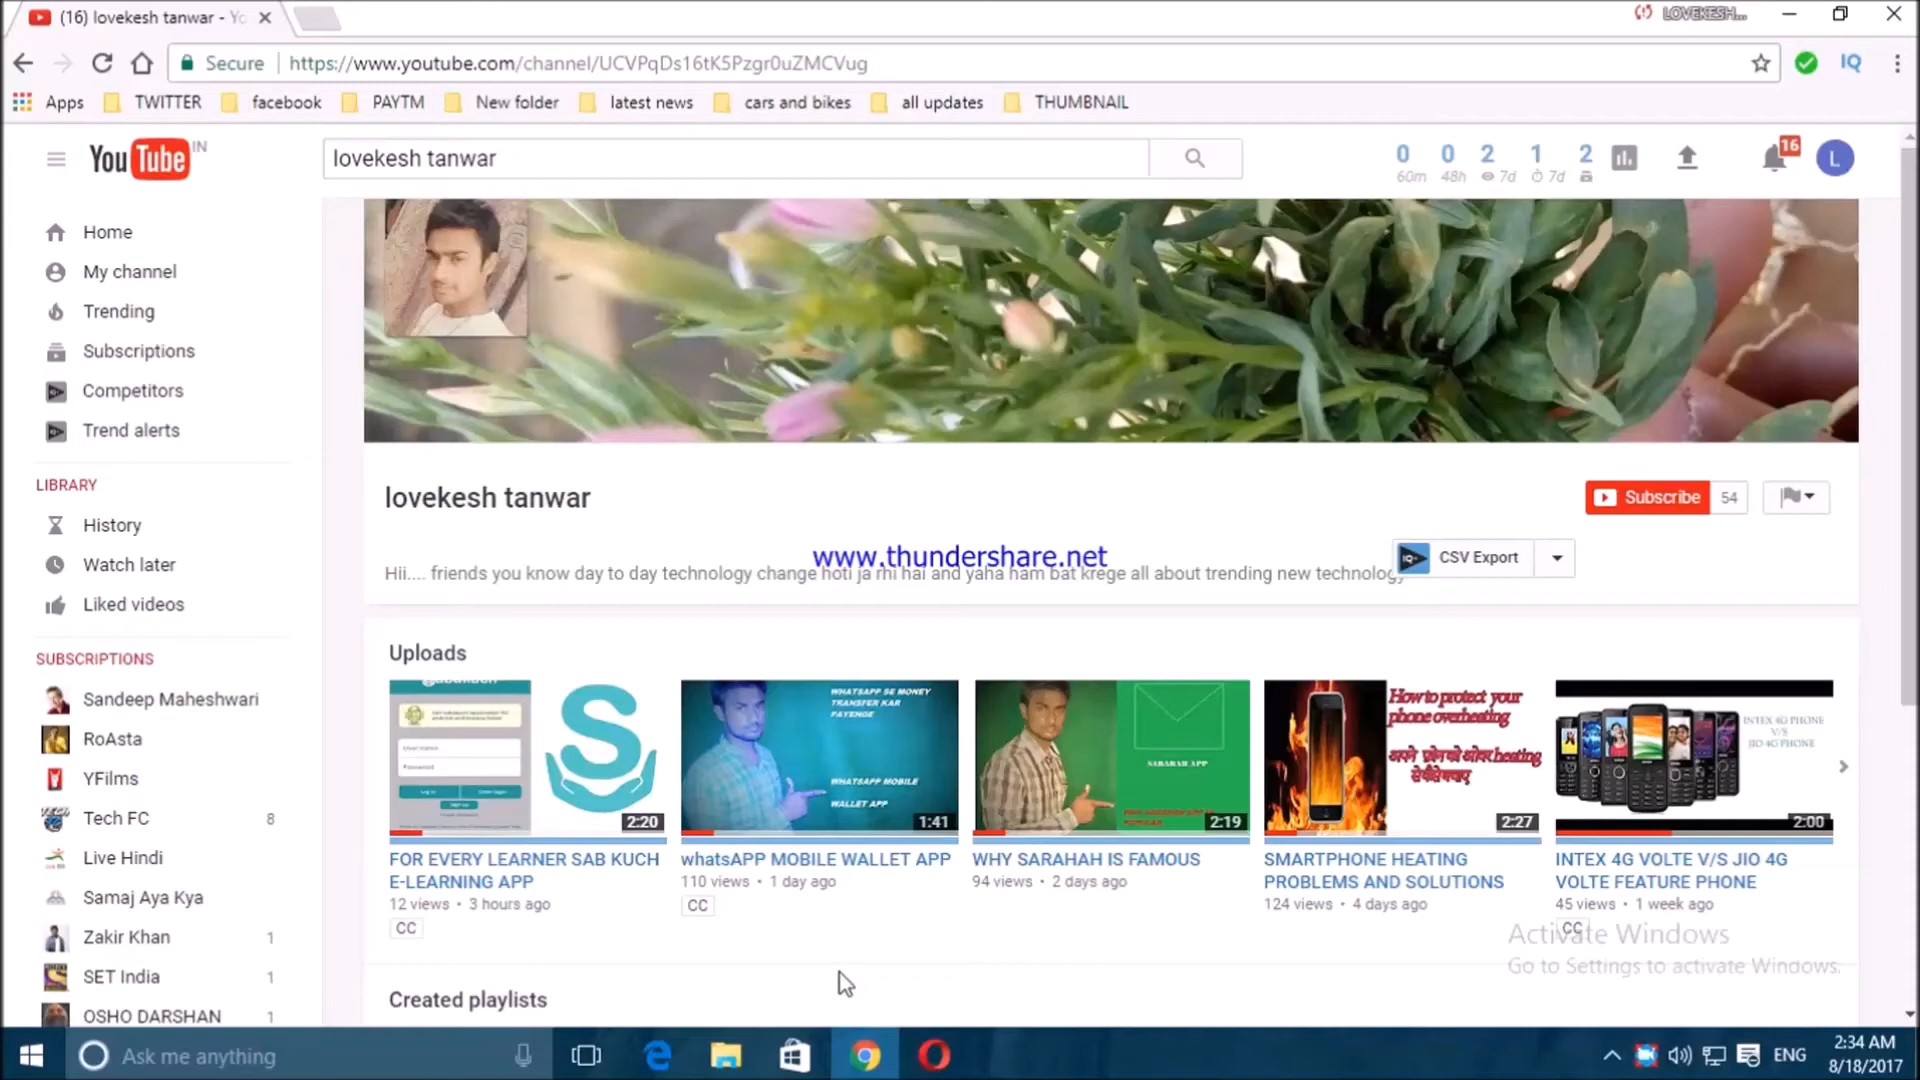 (16) lovekesh tanwar - Yo
LOVEKESH...
Secure
https://www.youtube.com/channel/UCVPqDs16tK5Pzgr0uZMCVug
IQ
Apps
TWITTER
facebook
PAYTM
New folder
latest news
cars and bikes
all updates
THUMBNAIL
YouTube IN
lovekesh tanwar
0 0 2 1 2
60m 48h 7d 7d
16
L
Home
My channel
Trending
Subscriptions
Competitors
Trend alerts
LIBRARY
History
Watch later
Liked videos
SUBSCRIPTIONS
Sandeep Maheshwari
RoAsta
YFilms
Tech FC 8
Live Hindi
Samaj Aya Kya
Zakir Khan 1
SET India 1
OSHO DARSHAN 1
lovekesh tanwar
Subscribe 54
www.thundershare.net
CSV Export
Hii.... friends you know day to day technology change hoti ja rhi hai and yaha ham bat krege all about trending new technology
Uploads
2:20
FOR EVERY LEARNER SAB KUCH
E-LEARNING APP
12 views • 3 hours ago
CC
WHATSAPP SE MONEY
TRANSFER KAR
PAYENGE
WHATSAPP MOBILE
WALLET APP
1:41
whatsAPP MOBILE WALLET APP
110 views • 1 day ago
CC
SARAHAH APP
2:19
WHY SARAHAH IS FAMOUS
94 views • 2 days ago
How to protect your
phone overheating
2:27
SMARTPHONE HEATING
PROBLEMS AND SOLUTIONS
124 views • 4 days ago
INTEX 4G PHONE
V/S
JIO 4G PHONE
2:00
INTEX 4G VOLTE V/S JIO 4G
VOLTE FEATURE PHONE
45 views • 1 week ago
CC
Activate Windows
Go to Settings to activate Windows.
Created playlists
Ask me anything
ENG
2:34 AM
8/18/2017